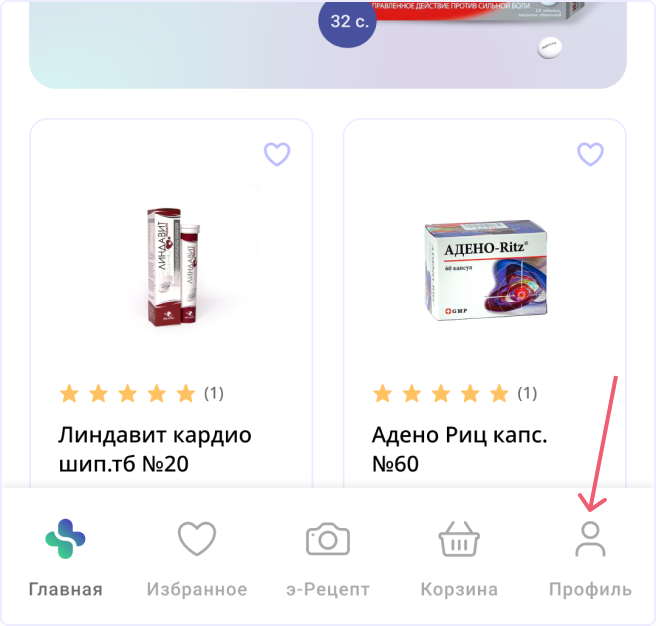 32 с.
ПРАВЛЕННОЕ ДЕЙСТВИЕ ПРОТИВ СИЛЬНОЙ БОЛИ
ЛИНДАВИТ
ЛИНДАВИТ
АДЕНО-Ritz®
60 капсул
GMP
(1)
(1)
Линдавит кардио
шип.тб №20
Адено Риц капс.
№60
Главная
Избранное
э-Рецепт
Корзина
Профиль